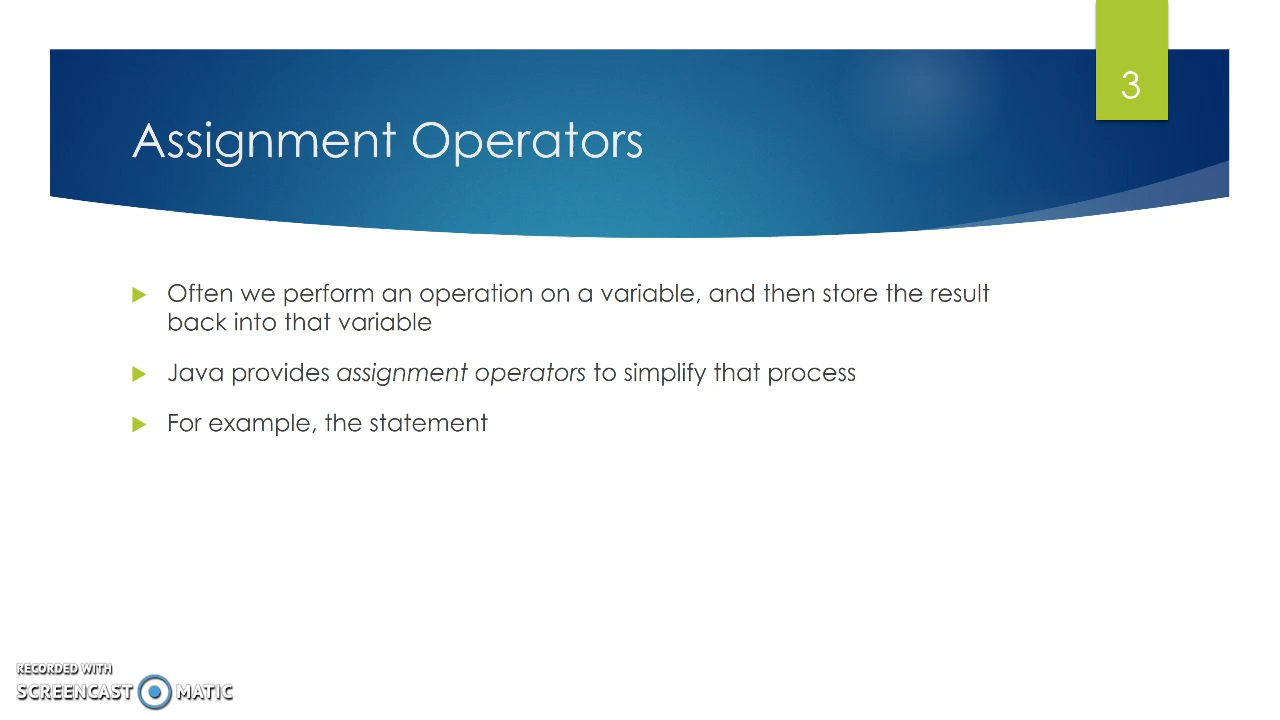 3
Assignment Operators
Often we perform an operation on a variable, and then store the result
back into that variable
Java provides assignment operators to simplify that process
For example, the statement
RECORDED WITH
SCREENCAST MATIC